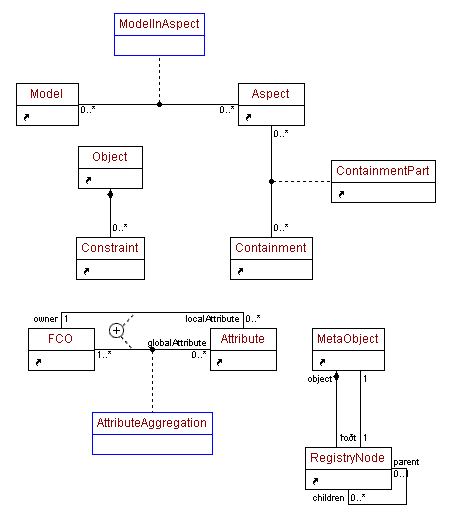 ModelInAspect
Model
Aspect
0..*
0..*
0..*
Object
ContainmentPart
0..*
0..*
Constraint
Containment
owner
1
localAttribute
0..*
FCO
globalAttribute
Attribute
MetaObject
1..*
0..*
object
1
AttributeAggregation
1
RegistryNode
parent
0..1
children
0..*